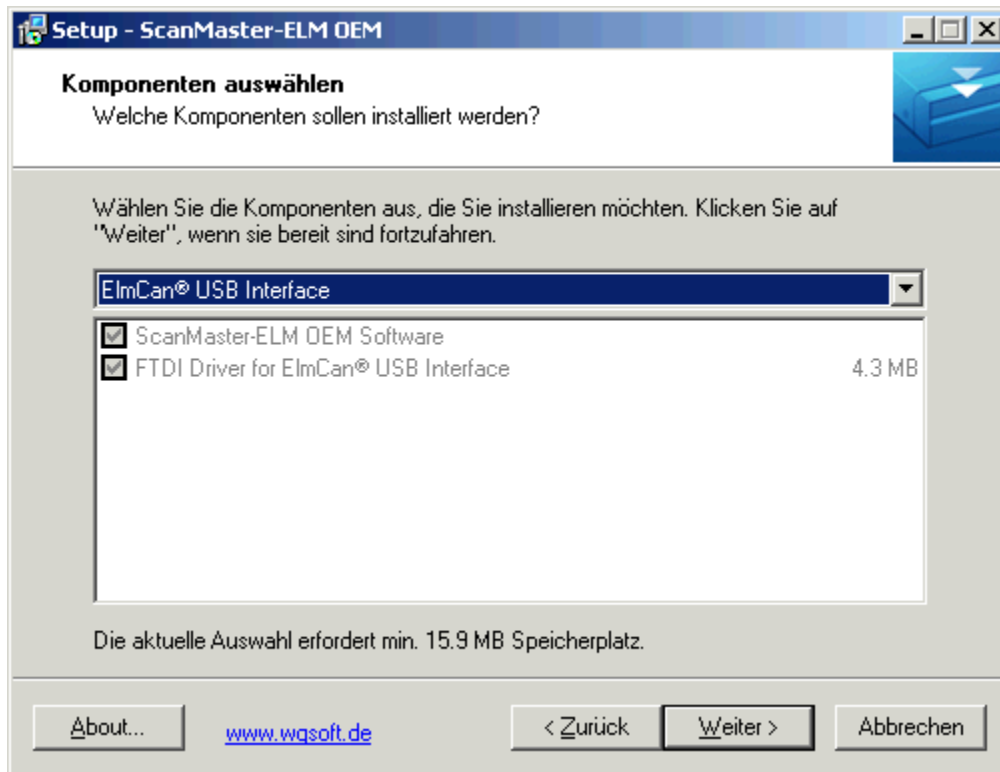 Setup - ScanMaster-ELM OEM
Komponenten auswählen
Welche Komponenten sollen installiert werden?
Wählen Sie die Komponenten aus, die Sie installieren möchten. Klicken Sie auf
"Weiter", wenn sie bereit sind fortzufahren.
ElmCan® USB Interface
ScanMaster-ELM OEM Software
FTDI Driver for ElmCan® USB Interface 4.3 MB
Die aktuelle Auswahl erfordert min. 15.9 MB Speicherplatz.
About... www.wgsoft.de < Zurück Weiter > Abbrechen